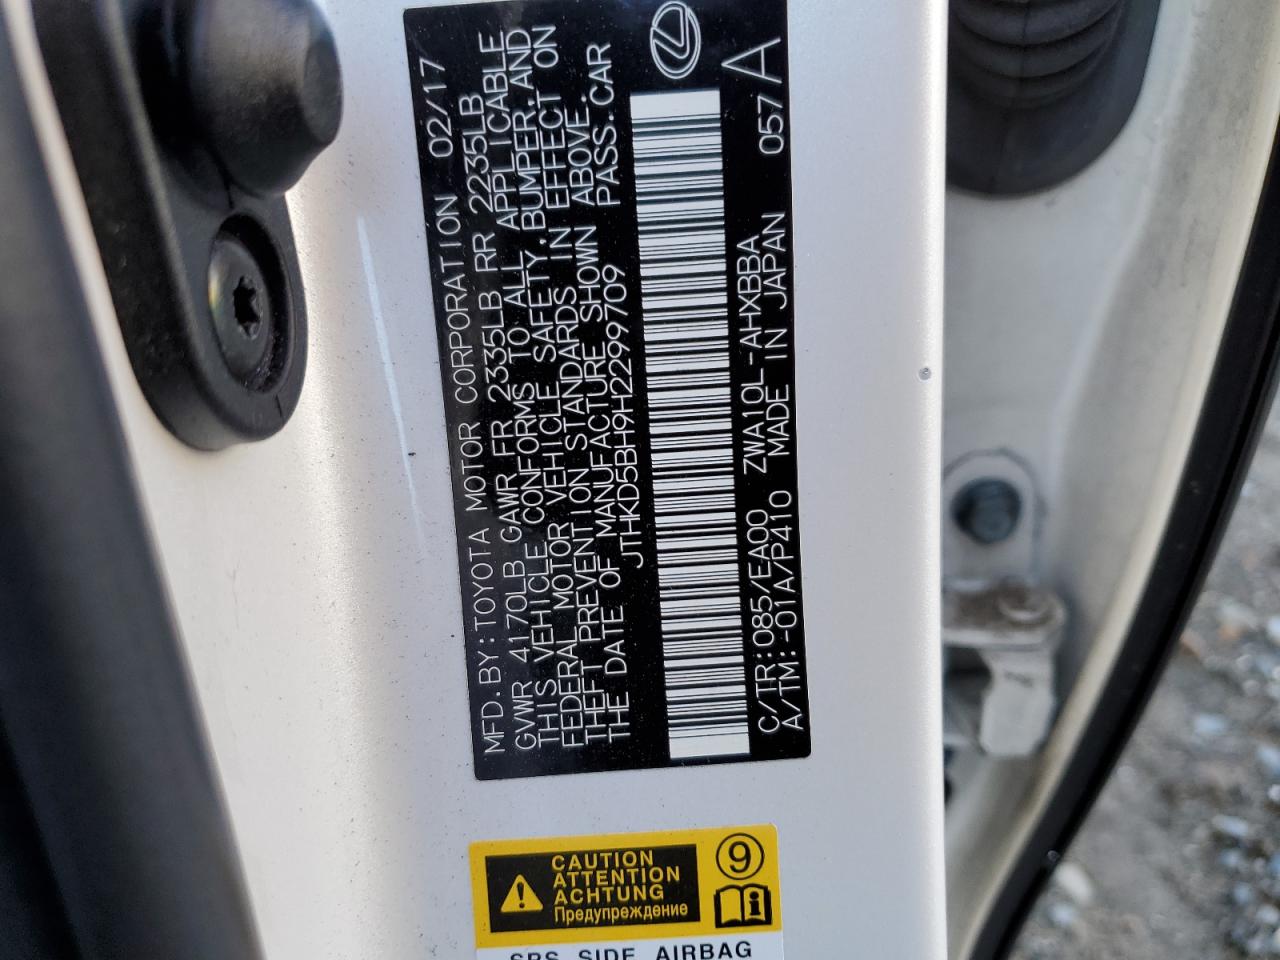 MFD.BY:TOYOTA MOTOR CORPORATION 02/17
GVWR 4170LB GAWR FR 2335LB RR 2235LB
THIS VEHICLE CONFORMS TO ALL APPLICABLE
FEDERAL MOTOR VEHICLE SAFETY,BUMPER,AND
THEFT PREVENTION STANDARDS IN EFFECT ON
THE DATE OF MANUFACTURE SHOWN ABOVE.
JTHKD5BH9H2299709 PASS.CAR
C/TR:085/EA00 ZWA10L-AHXBBA 057A
A/TM:-01A/P410 MADE IN JAPAN
CAUTION
ATTENTION
ACHTUNG
Предупреждение
9
SRS SIDE AIRBAG